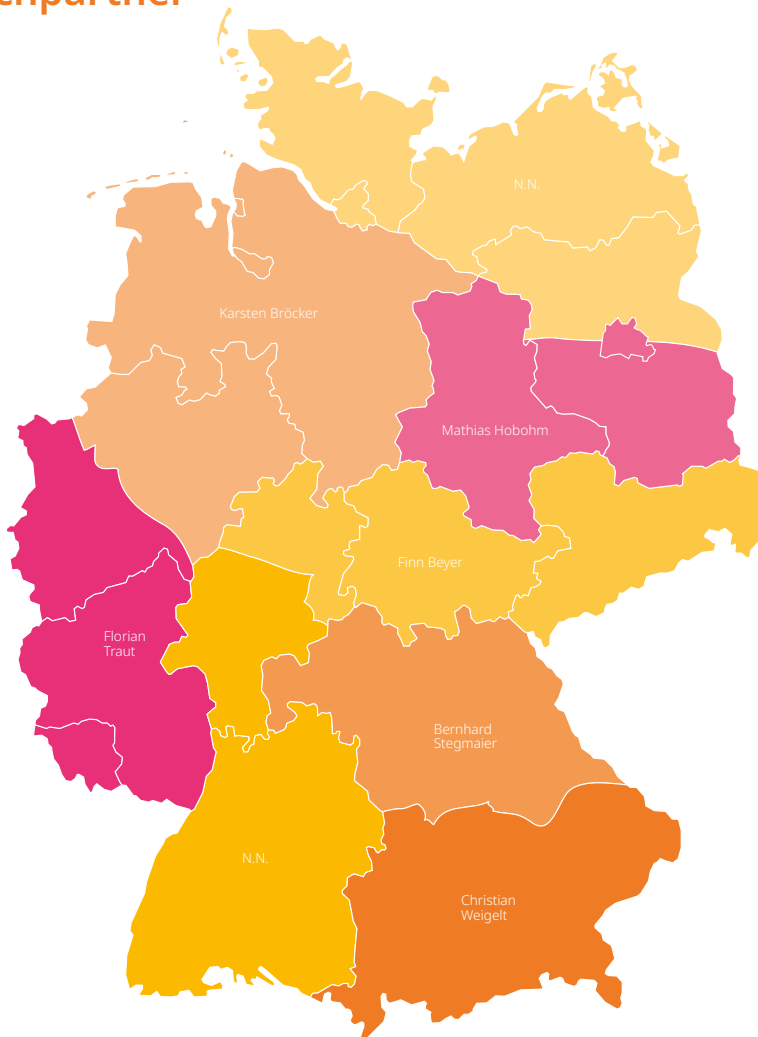 N.N.
Karsten Bröcker
Mathias Hobohm
Finn Beyer
Florian
Traut
Bernhard
Stegmaier
N.N.
Christian
Weigelt